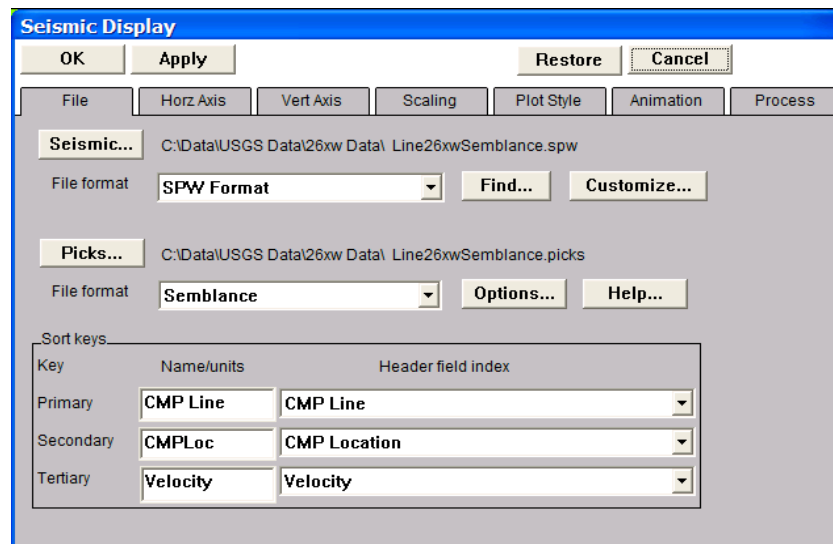 Seismic Display
OK Apply Restore Cancel
File Horz Axis Vert Axis Scaling Plot Style Animation Process
Seismic... C:\Data\USGS Data\26xw Data\ Line26xwSemblance.spw
File format SPW Format Find... Customize...
Picks... C:\Data\USGS Data\26xw Data\ Line26xwSemblance.picks
File format Semblance Options... Help...
Sort keys
Key Name/units Header field index
Primary CMP Line CMP Line
Secondary CMPLoc CMP Location
Tertiary Velocity Velocity